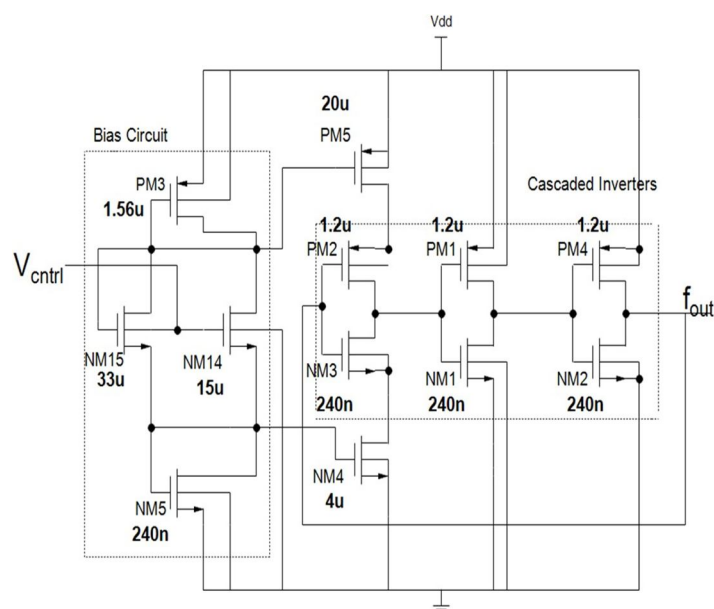 Vdd
20u
Bias Circuit
PM5
PM3
Cascaded Inverters
1.56u
1.2u
1.2u
1.2u
PM2
PM1
PM4
Vcntrl
fout
NM15
NM14
33u
15u
NM3
NM1
NM2
240n
240n
240n
NM4
4u
NM5
240n